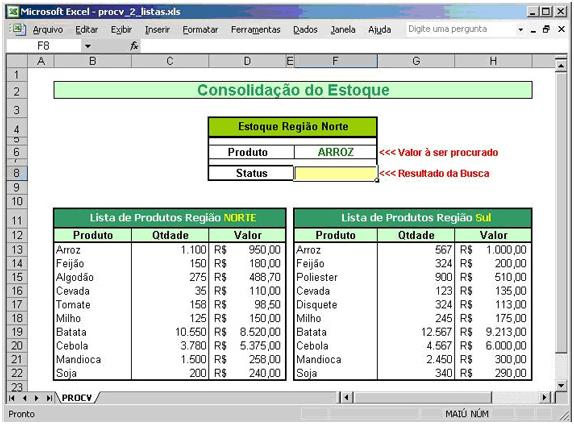 Microsoft Excel - procv_2_listas.xls
Arquivo Editar Exibir Inserir Formatar Ferramentas Dados Janela Ajuda Digite uma pergunta
F8 fx
A B C D E F G H
1
2 Consolidação do Estoque
3
4 Estoque Região Norte
5
6 Produto ARROZ <<< Valor à ser procurado
7
8 Status <<< Resultado da Busca
9
10
11 Lista de Produtos Região NORTE Lista de Produtos Região Sul
12 Produto Qtdade Valor Produto Qtdade Valor
13 Arroz 1.100 R$ 950,00 Arroz 567 R$ 1.000,00
14 Feijão 150 R$ 180,00 Feijão 324 R$ 200,00
15 Algodão 275 R$ 488,70 Poliester 900 R$ 510,00
16 Cevada 35 R$ 110,00 Cevada 123 R$ 135,00
17 Tomate 158 R$ 98,50 Disquete 324 R$ 113,00
18 Milho 125 R$ 150,00 Milho 245 R$ 175,00
19 Batata 10.550 R$ 8.520,00 Batata 12.567 R$ 9.213,00
20 Cebola 3.780 R$ 5.375,00 Cebola 4.567 R$ 6.000,00
21 Mandioca 1.500 R$ 258,00 Mandioca 2.450 R$ 300,00
22 Soja 200 R$ 240,00 Soja 340 R$ 290,00
23
PROCV
Pronto MAIÚ NÚM